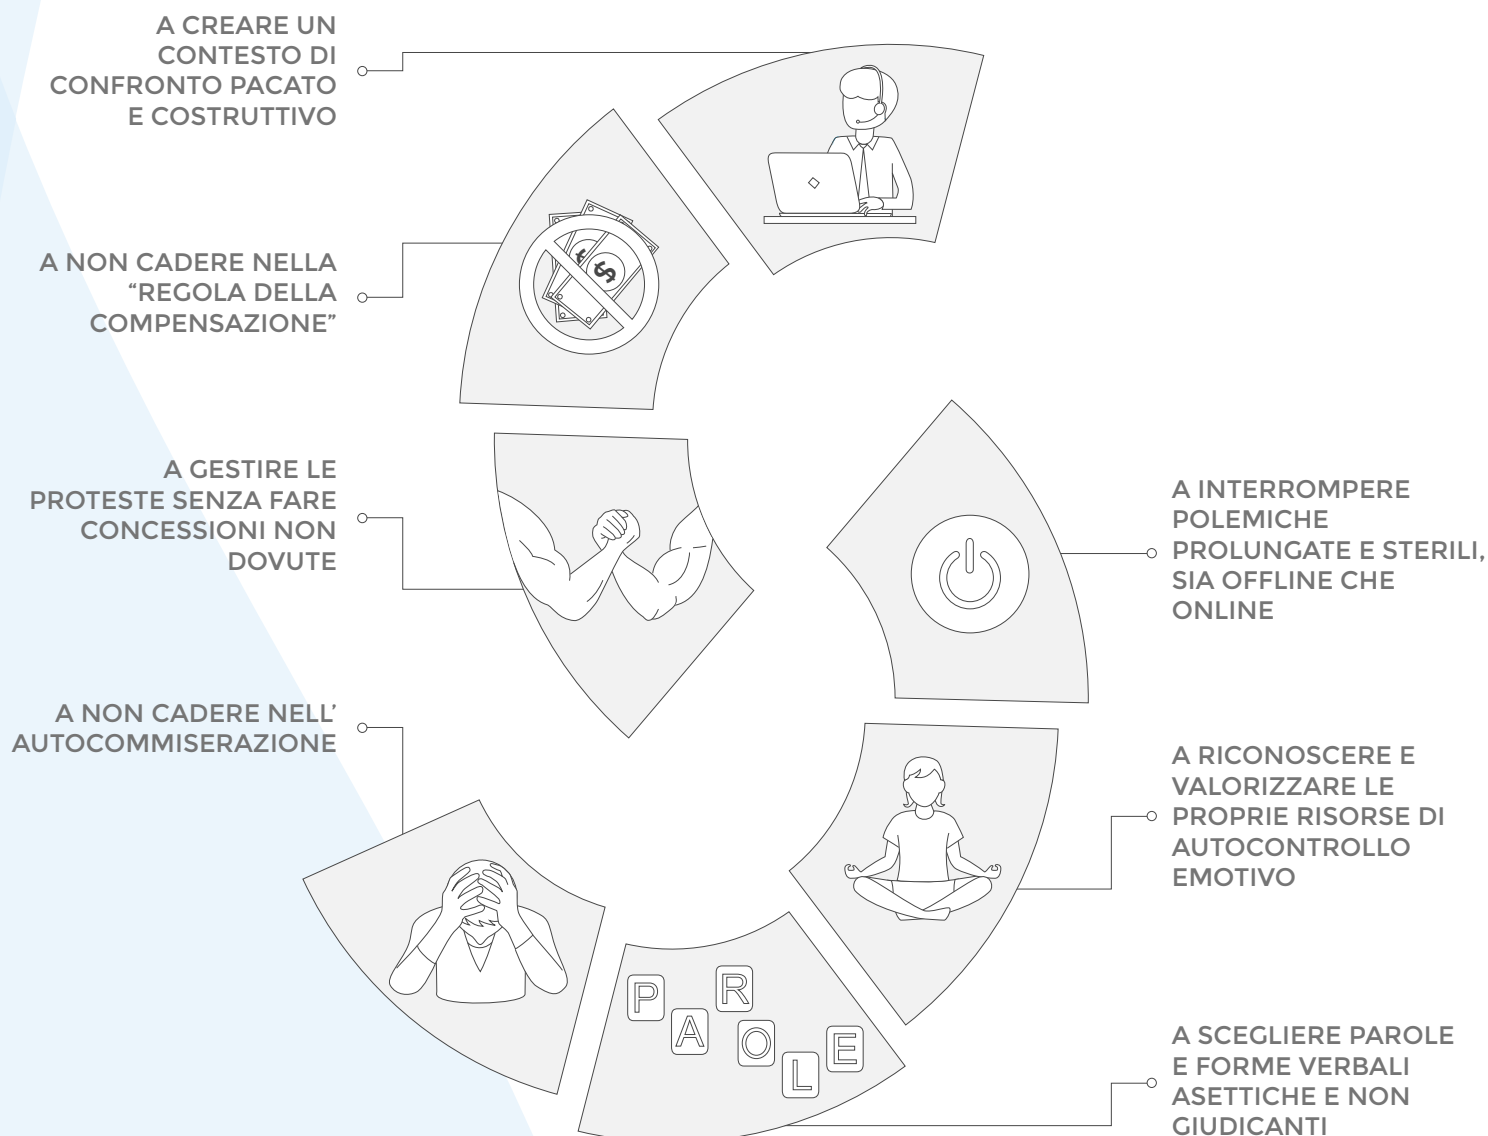 A CREARE UN
CONTESTO DI
CONFRONTO PACATO
E COSTRUTTIVO
A NON CADERE NELLA
“REGOLA DELLA
COMPENSAZIONE”
A GESTIRE LE
PROTESTE SENZA FARE
CONCESSIONI NON
DOVUTE
A NON CADERE NELL’
AUTOCOMMISERAZIONE
A INTERROMPERE
POLEMICHE
PROLUNGATE E STERILI,
SIA OFFLINE CHE
ONLINE
A RICONOSCERE E
VALORIZZARE LE
PROPRIE RISORSE DI
AUTOCONTROLLO
EMOTIVO
A SCEGLIERE PAROLE
E FORME VERBALI
ASETTICHE E NON
GIUDICANTI
$
PAROLE